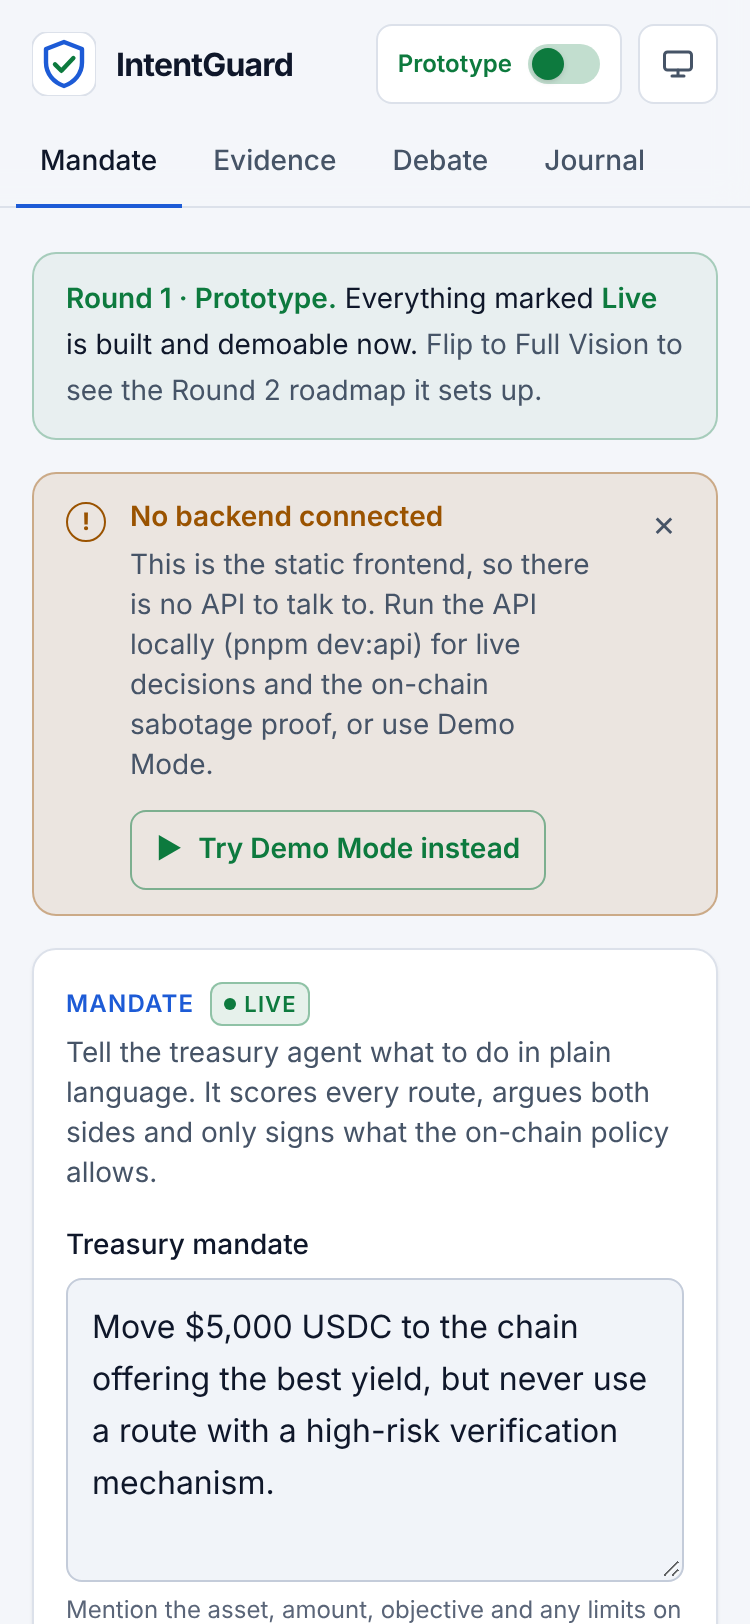 IntentGuard
Prototype
Mandate Evidence Debate Journal
Round 1 · Prototype. Everything marked Live
is built and demoable now. Flip to Full Vision to
see the Round 2 roadmap it sets up.
No backend connected
This is the static frontend, so there
is no API to talk to. Run the API
locally (pnpm dev:api) for live
decisions and the on-chain
sabotage proof, or use Demo
Mode.
Try Demo Mode instead
MANDATE LIVE
Tell the treasury agent what to do in plain
language. It scores every route, argues both
sides and only signs what the on-chain policy
allows.
Treasury mandate
Move $5,000 USDC to the chain
offering the best yield, but never use
a route with a high-risk verification
mechanism.
Mention the asset, amount, objective and any limits on